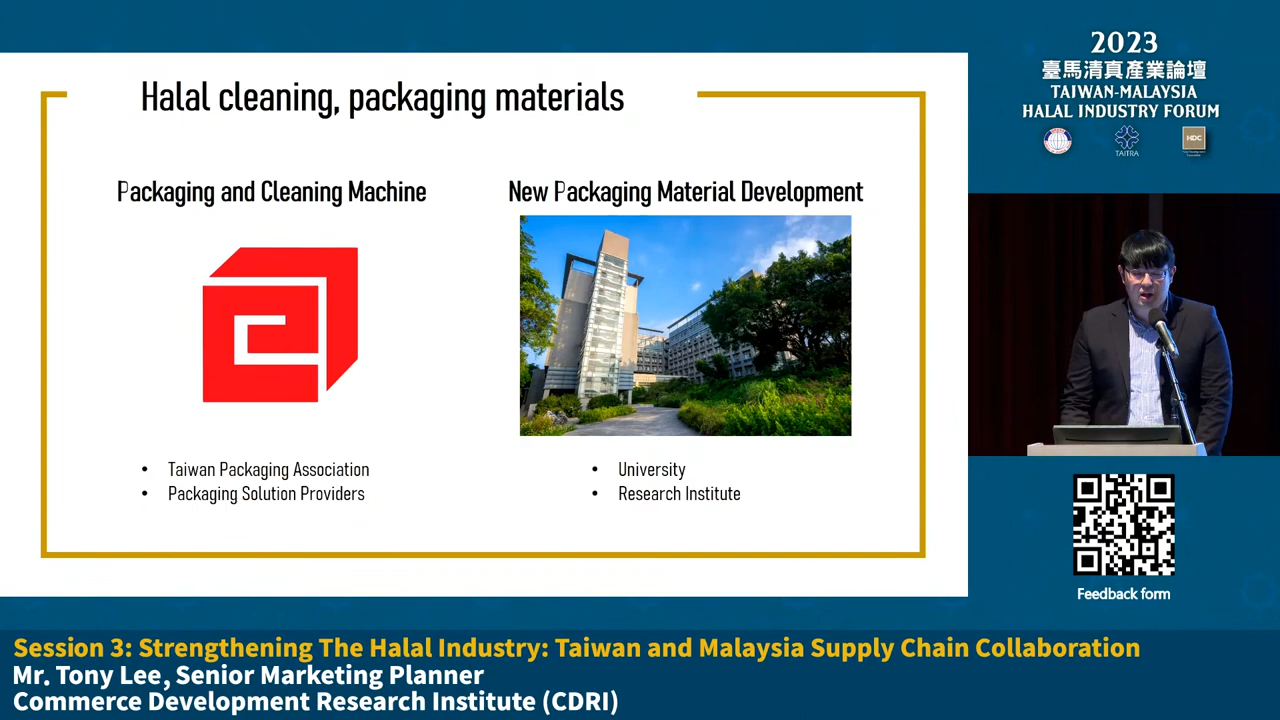 Halal cleaning, packaging materials
Packaging and Cleaning Machine
New Packaging Material Development
• Taiwan Packaging Association
• Packaging Solution Providers
• University
• Research Institute
2023
臺馬清真產業論壇
TAIWAN-MALAYSIA
HALAL INDUSTRY FORUM
TAITRA
HDC
Feedback form
Session 3: Strengthening The Halal Industry: Taiwan and Malaysia Supply Chain Collaboration
Mr. Tony Lee, Senior Marketing Planner
Commerce Development Research Institute (CDRI)